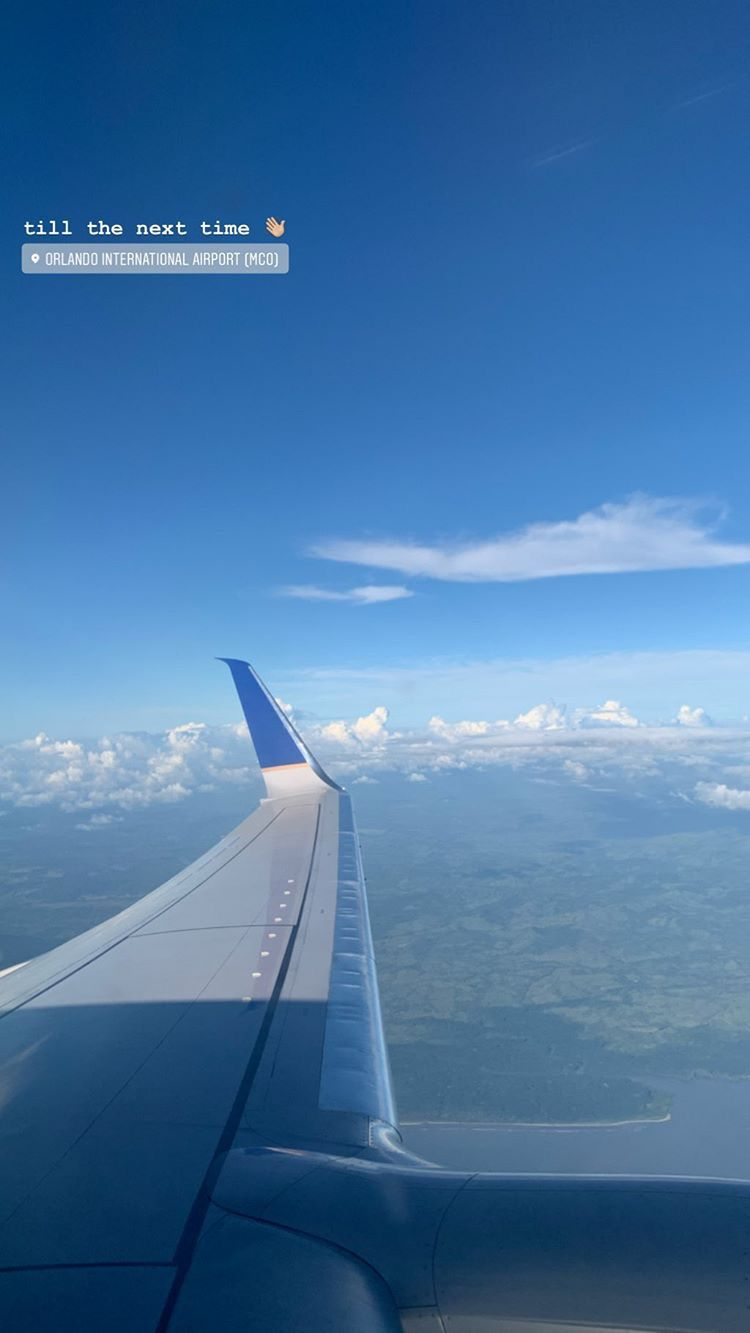 till the next time 👋🏼
ORLANDO INTERNATIONAL AIRPORT (MCO)